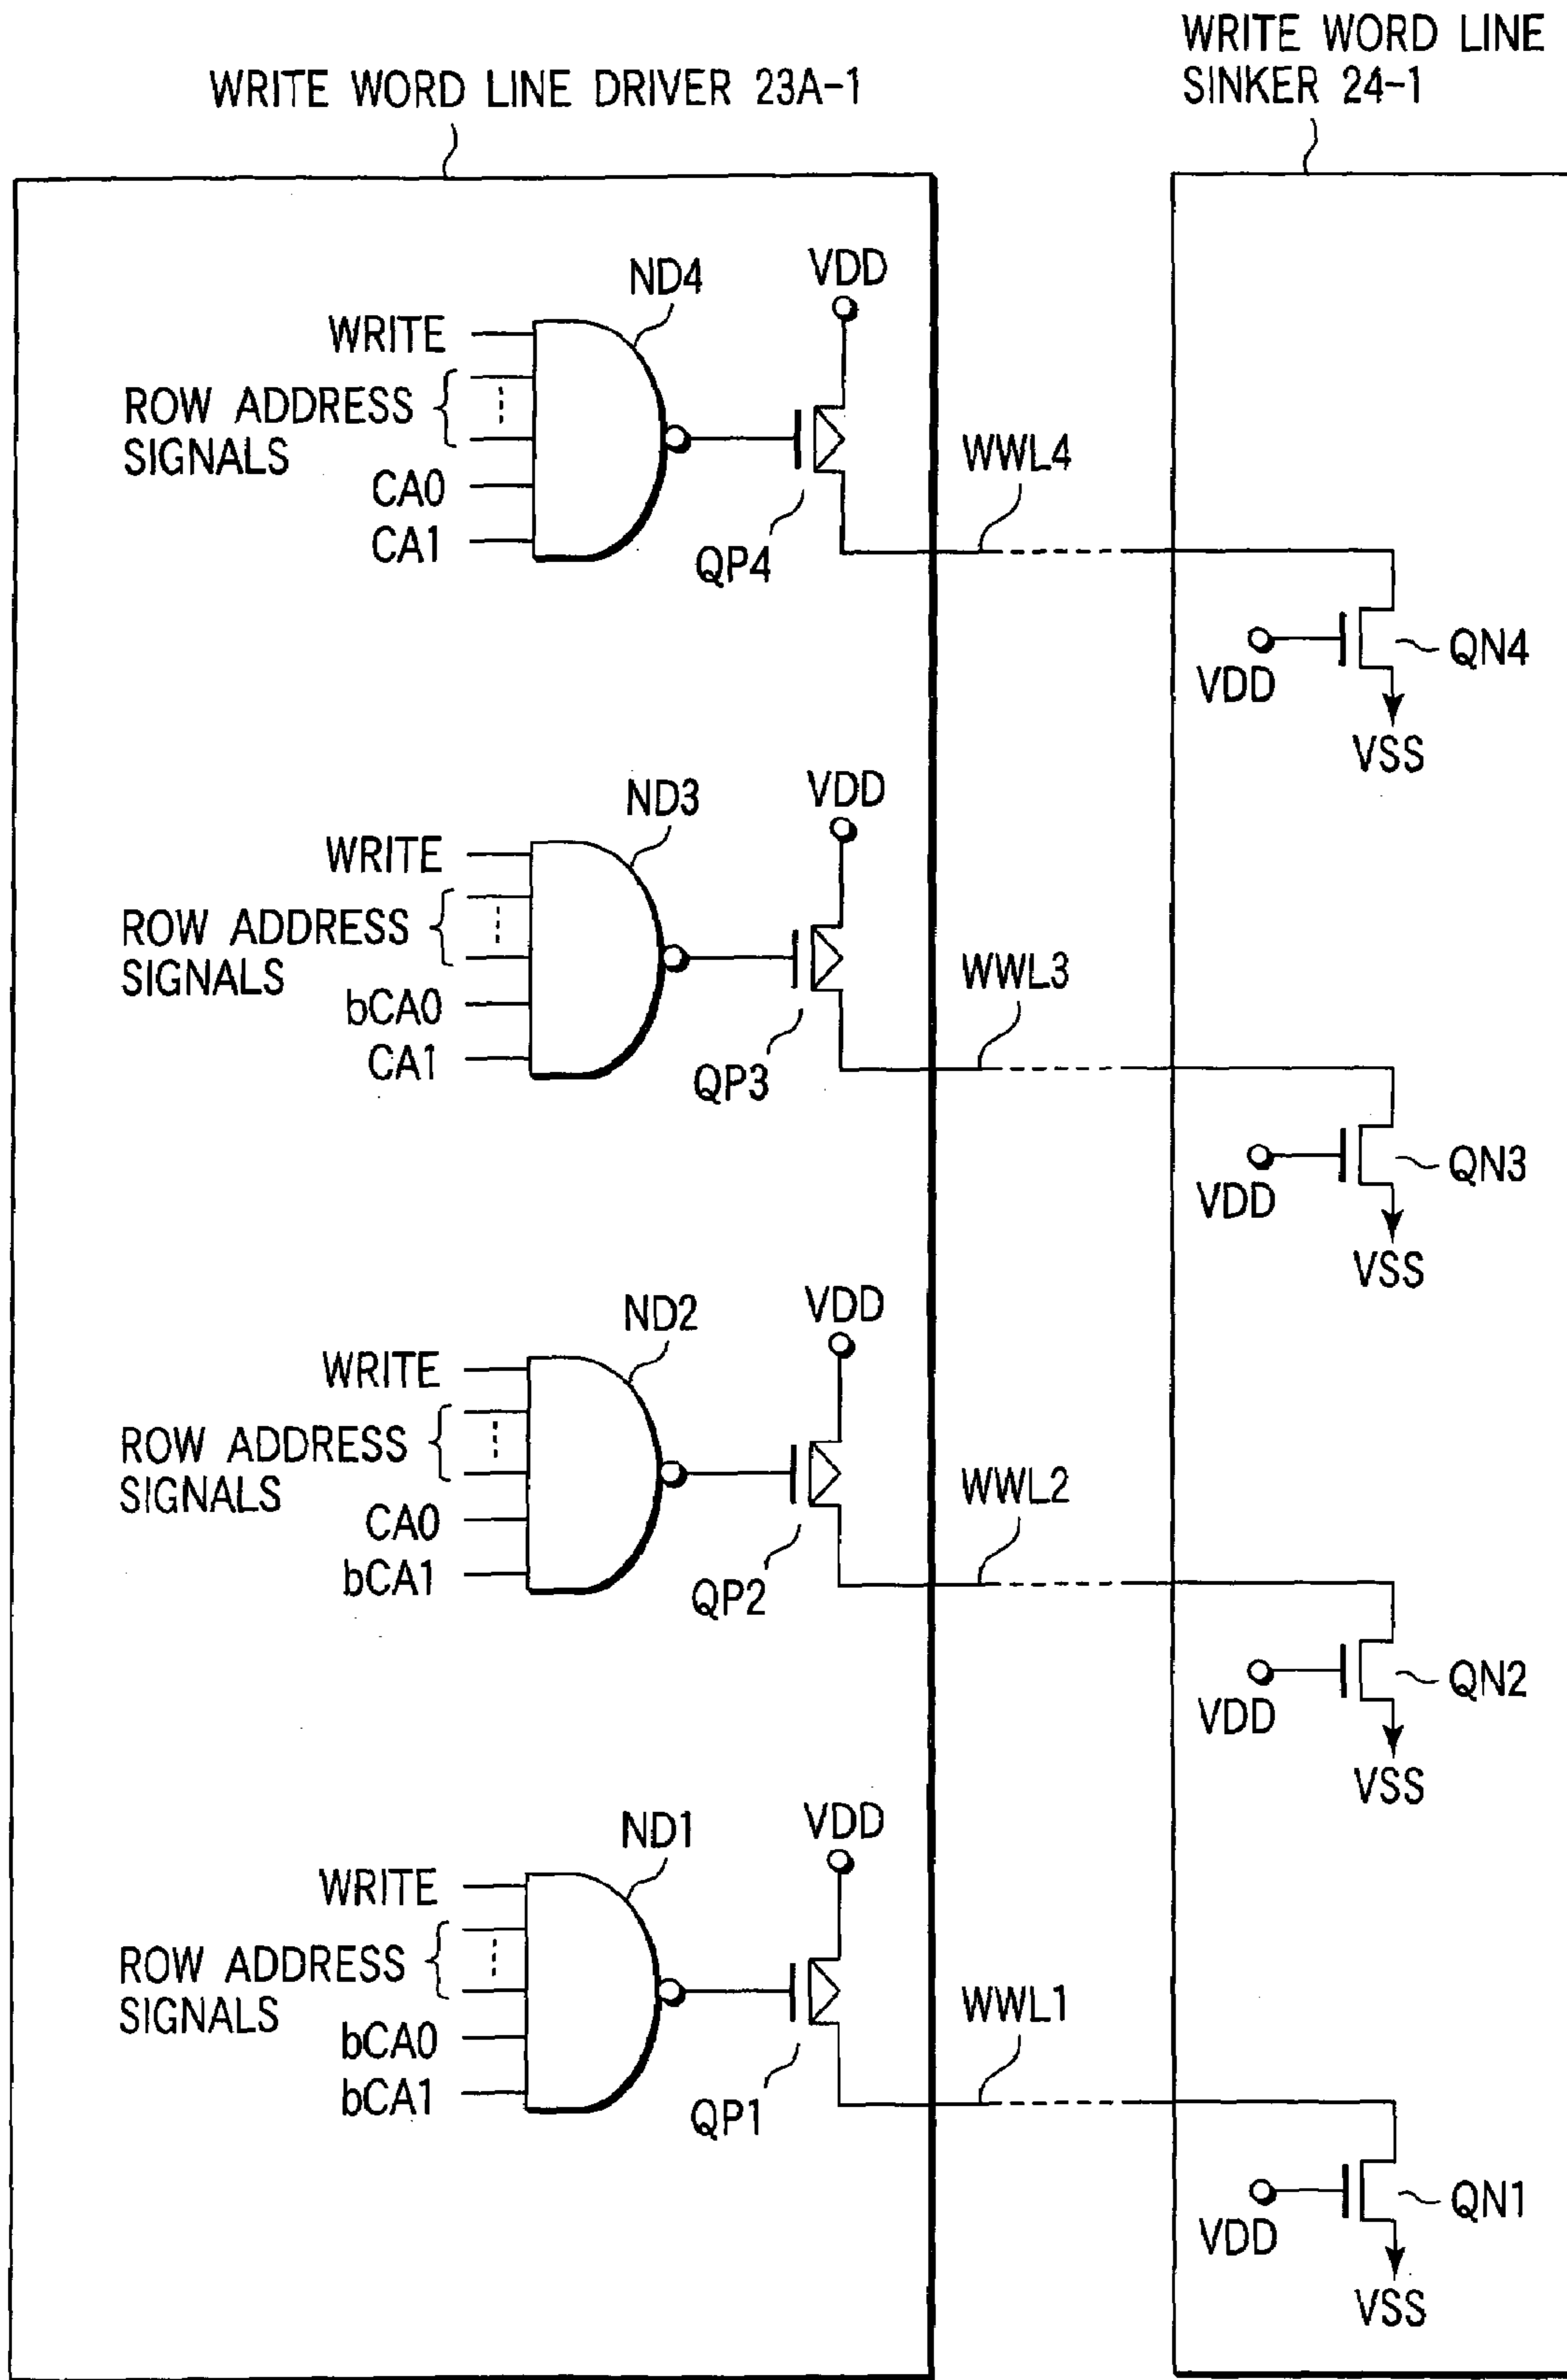 WRITE WORD LINE DRIVER 23A-1
WRITE WORD LINE
SINKER 24-1
ND4
VDD
WRITE
ROW ADDRESS
SIGNALS
CA0
CA1
QP4
WWL4
VDD
QN4
VSS
ND3
VDD
WRITE
ROW ADDRESS
SIGNALS
bCA0
CA1
QP3
WWL3
VDD
QN3
VSS
ND2
VDD
WRITE
ROW ADDRESS
SIGNALS
CA0
bCA1
QP2
WWL2
VDD
QN2
VSS
ND1
VDD
WRITE
ROW ADDRESS
SIGNALS
bCA0
bCA1
QP1
WWL1
VDD
QN1
VSS